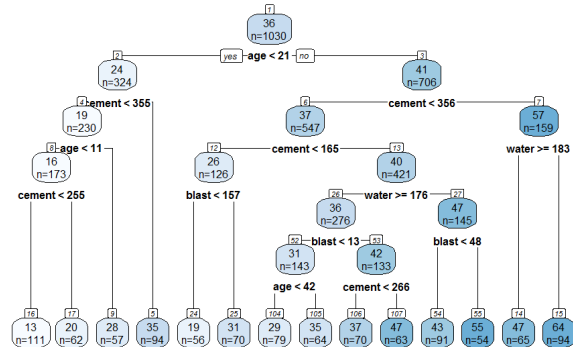 1
36
n=1030
yes age < 21 no
2
24
n=324
3
41
n=706
cement < 355
cement < 356
4
19
n=230
6
37
n=547
7
57
n=159
age < 11
cement < 165
water >= 183
8
16
n=173
12
26
n=126
13
40
n=421
cement < 255
blast < 157
water >= 176
26
36
n=276
27
47
n=145
blast < 13
blast < 48
52
31
n=143
53
42
n=133
age < 42
cement < 266
16
13
n=111
17
20
n=62
9
28
n=57
5
35
n=94
24
19
n=56
25
31
n=70
104
29
n=79
105
35
n=64
106
37
n=70
107
47
n=63
54
43
n=91
55
55
n=54
14
47
n=65
15
64
n=94